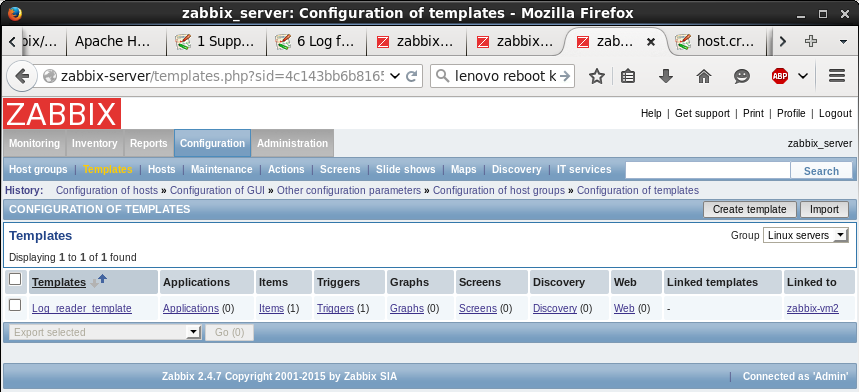 zabbix_server: Configuration of templates - Mozilla Firefox
bix/... Apache H... 1 Supp... 6 Log f... zabbix... zabbix... zab... host.cr...
zabbix-server/templates.php?sid=4c143bb6b8165 lenovo reboot k ABP
ZABBIX
Help | Get support | Print | Profile | Logout
Monitoring Inventory Reports Configuration Administration zabbix_server
Host groups | Templates | Hosts | Maintenance | Actions | Screens | Slide shows | Maps | Discovery | IT services Search
History: Configuration of hosts » Configuration of GUI » Other configuration parameters » Configuration of host groups » Configuration of templates
CONFIGURATION OF TEMPLATES Create template Import
Templates Group Linux servers
Displaying 1 to 1 of 1 found
Templates Applications Items Triggers Graphs Screens Discovery Web Linked templates Linked to
Log_reader_template Applications (0) Items (1) Triggers (1) Graphs (0) Screens (0) Discovery (0) Web (0) - zabbix-vm2
Export selected Go (0)
Zabbix 2.4.7 Copyright 2001-2015 by Zabbix SIA | Connected as 'Admin'